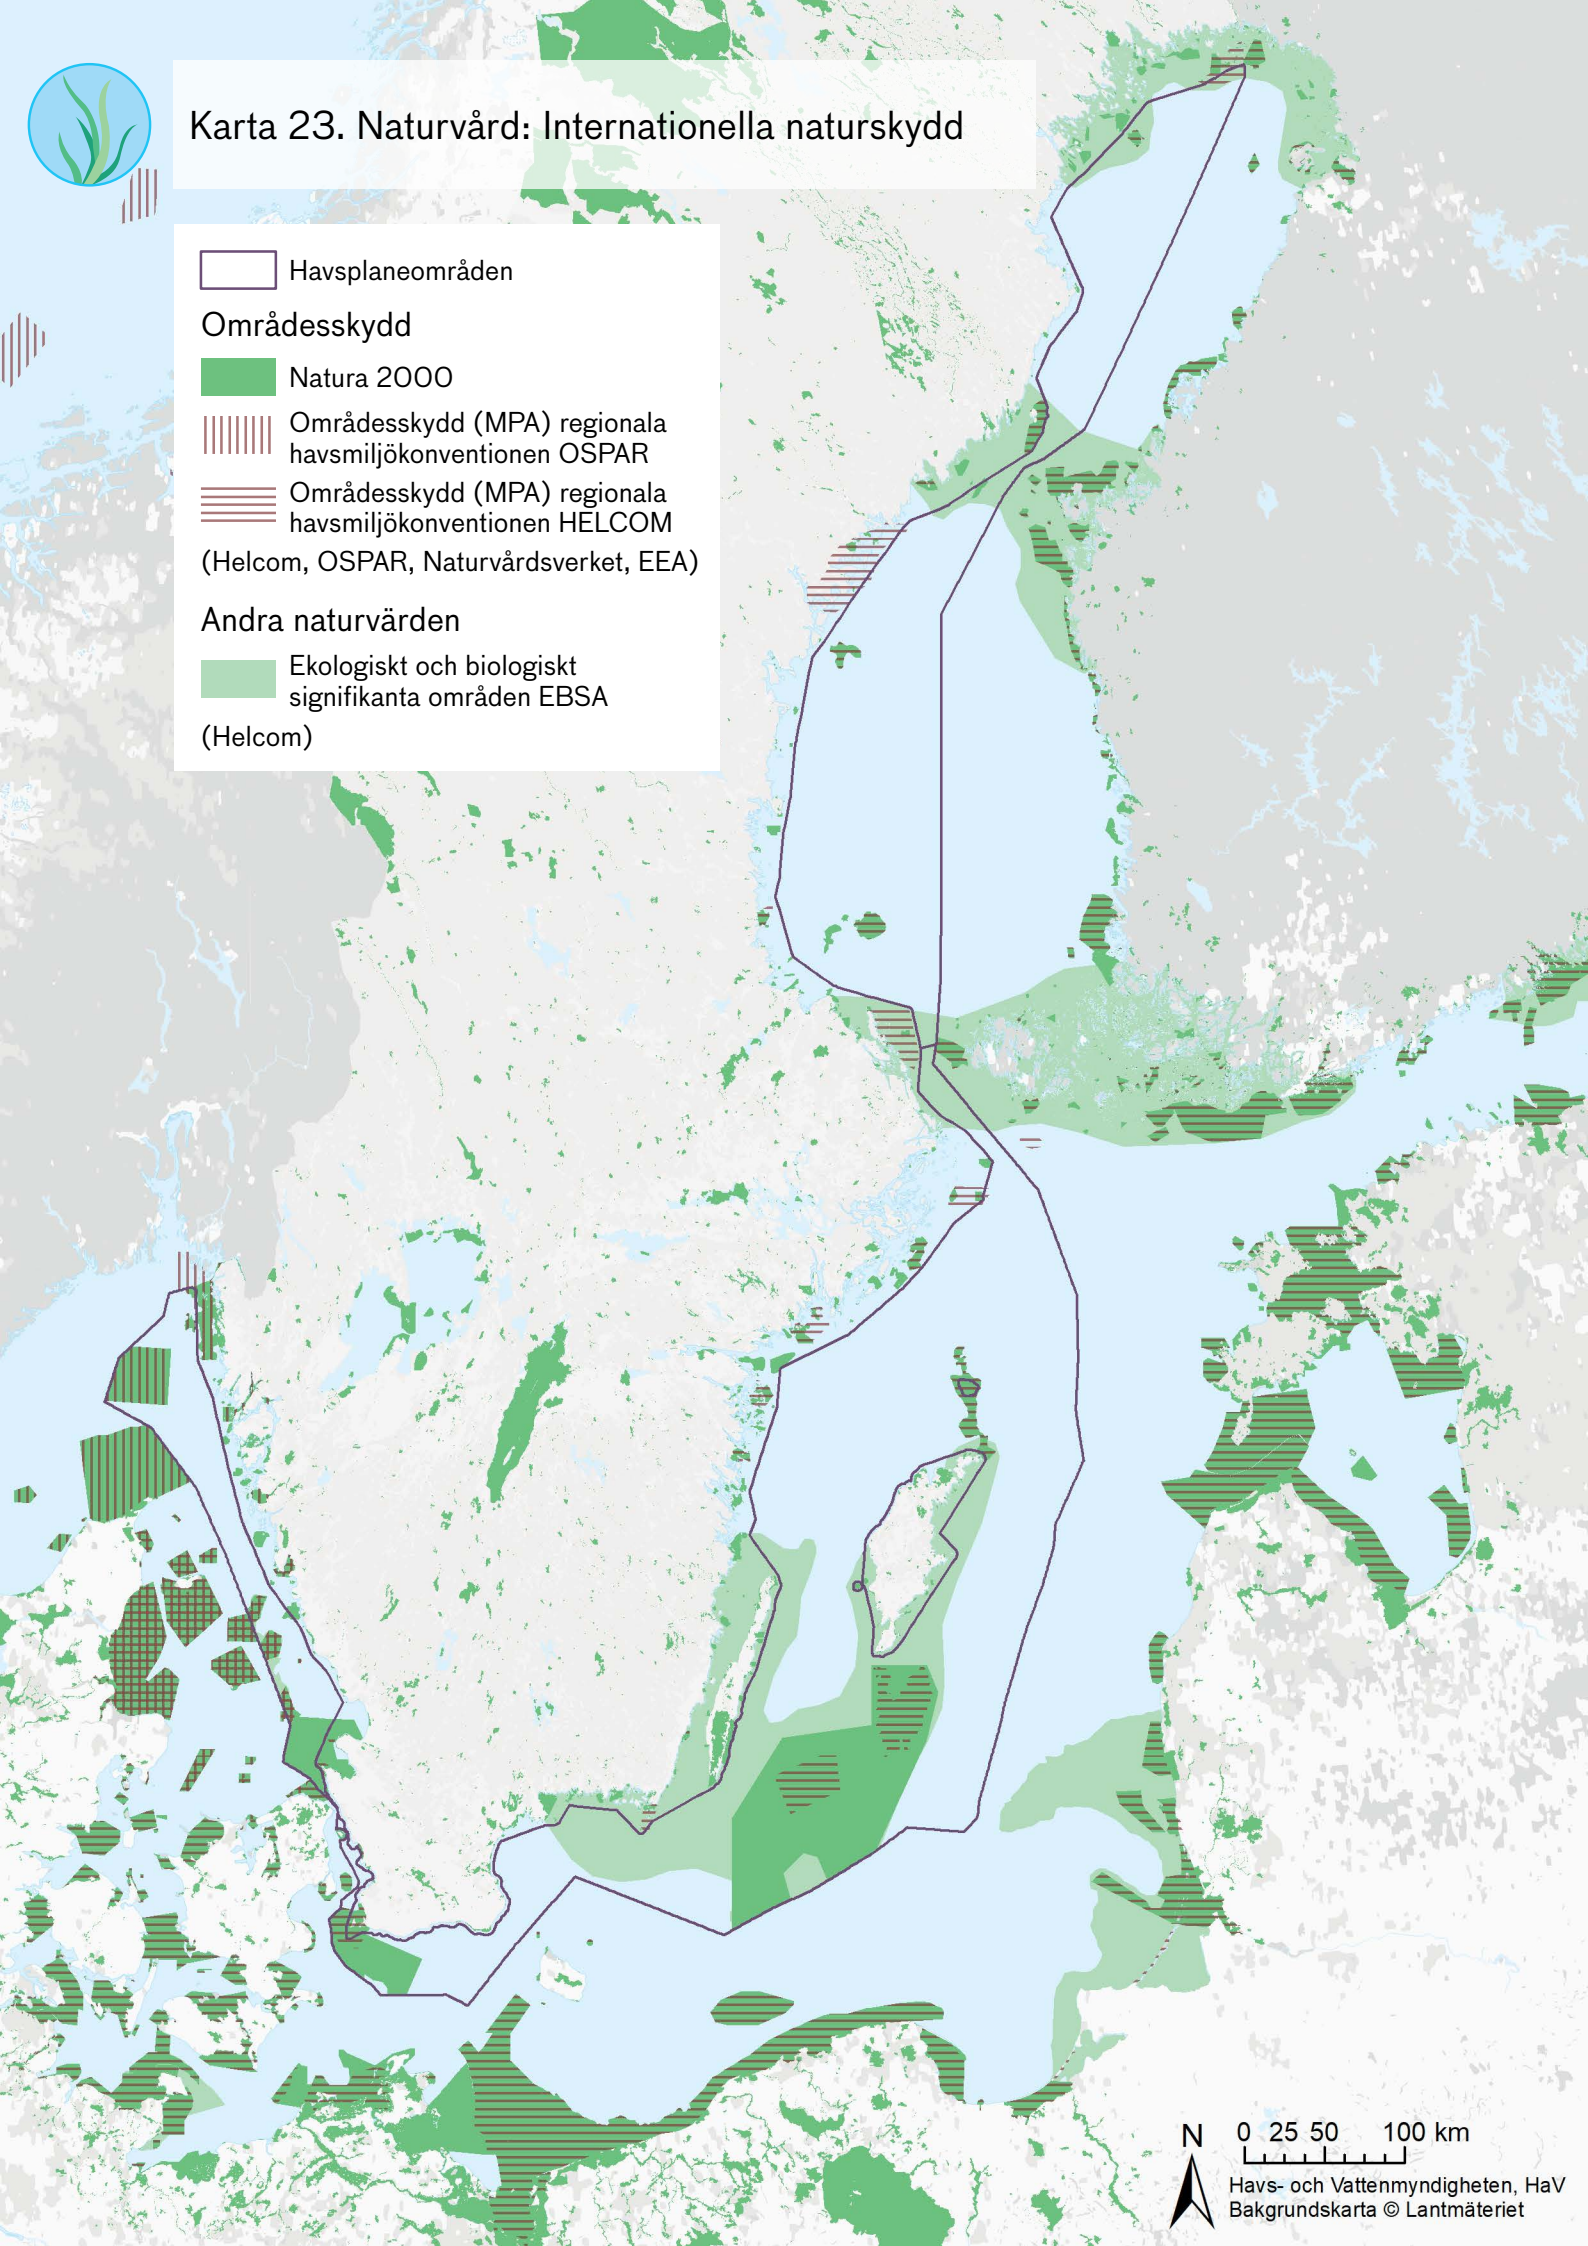 Karta 23. Naturvård: Internationella naturskydd
Havsplaneområden
Områdesskydd
Natura 2000
Områdesskydd (MPA) regionala
havsmiljökonventionen OSPAR
Områdesskydd (MPA) regionala
havsmiljökonventionen HELCOM
(Helcom, OSPAR, Naturvårdsverket, EEA)
Andra naturvärden
Ekologiskt och biologiskt
signifikanta områden EBSA
(Helcom)
N
0 25 50 100 km
Havs- och Vattenmyndigheten, HaV
Bakgrundskarta © Lantmäteriet